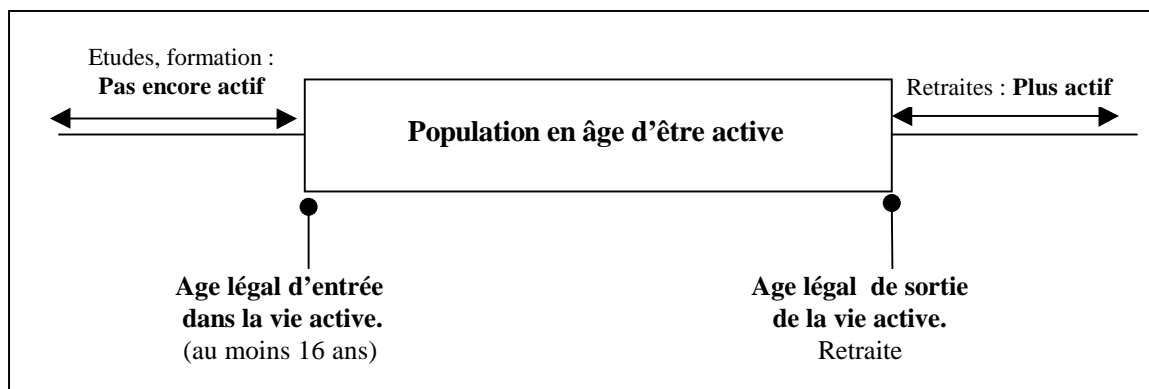 Etudes, formation :
Pas encore actif
Retraites : Plus actif
Population en âge d’être active
Age légal d’entrée
dans la vie active.
(au moins 16 ans)
Age légal de sortie
de la vie active.
Retraite